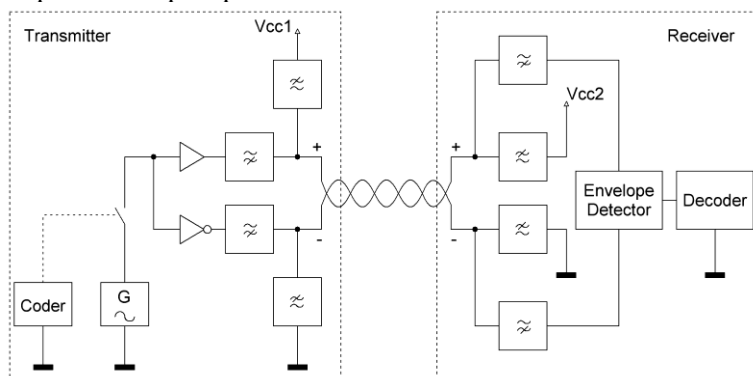 Transmitter
Vcc1
Receiver
Vcc2
+
+
Envelope
Detector
Decoder
-
-
Coder
G